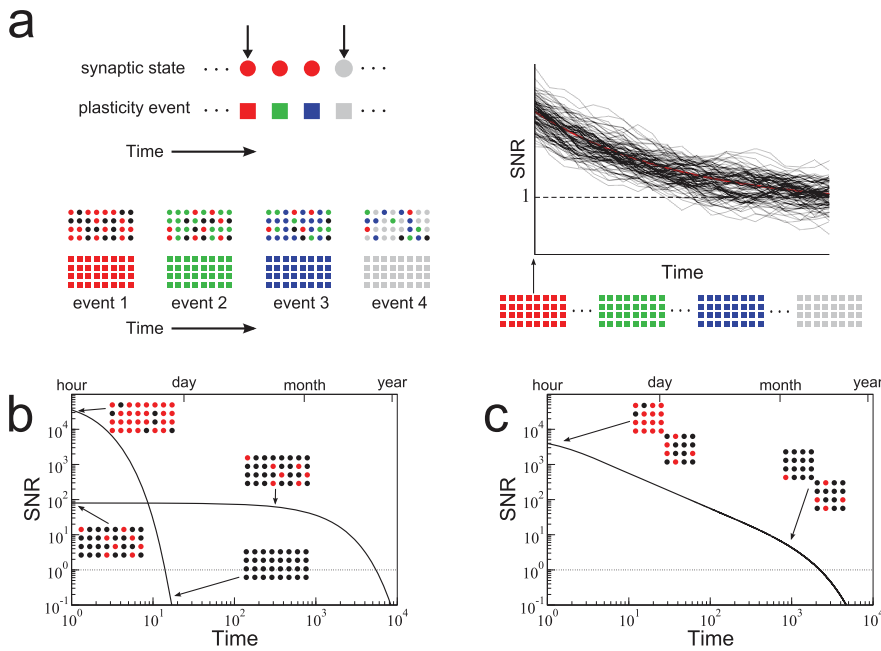 a
synaptic state ... ...
plasticity event ... ...
Time
event 1 event 2 event 3 event 4
Time
SNR
1
Time
... ... ...
b
hour day month year
SNR
10^4
10^3
10^2
10^1
10^0
10^-1
10^0 10^1 10^2 10^3 10^4
Time
c
hour day month year
SNR
10^4
10^3
10^2
10^1
10^0
10^-1
10^0 10^1 10^2 10^3 10^4
Time